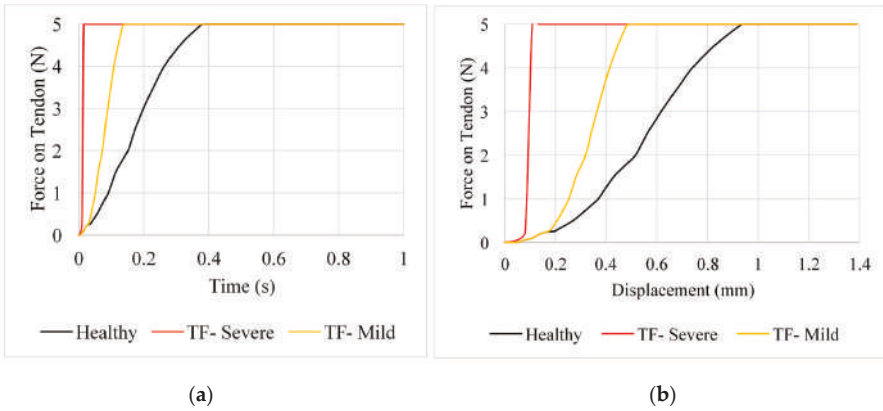 5
4
3
2
1
0
Force on Tendon (N)
0 0.2 0.4 0.6 0.8 1
Time (s)
Healthy TF- Severe TF- Mild
(a)
5
4
3
2
1
0
Force on Tendon (N)
0 0.2 0.4 0.6 0.8 1 1.2 1.4
Displacement (mm)
Healthy TF- Severe TF- Mild
(b)